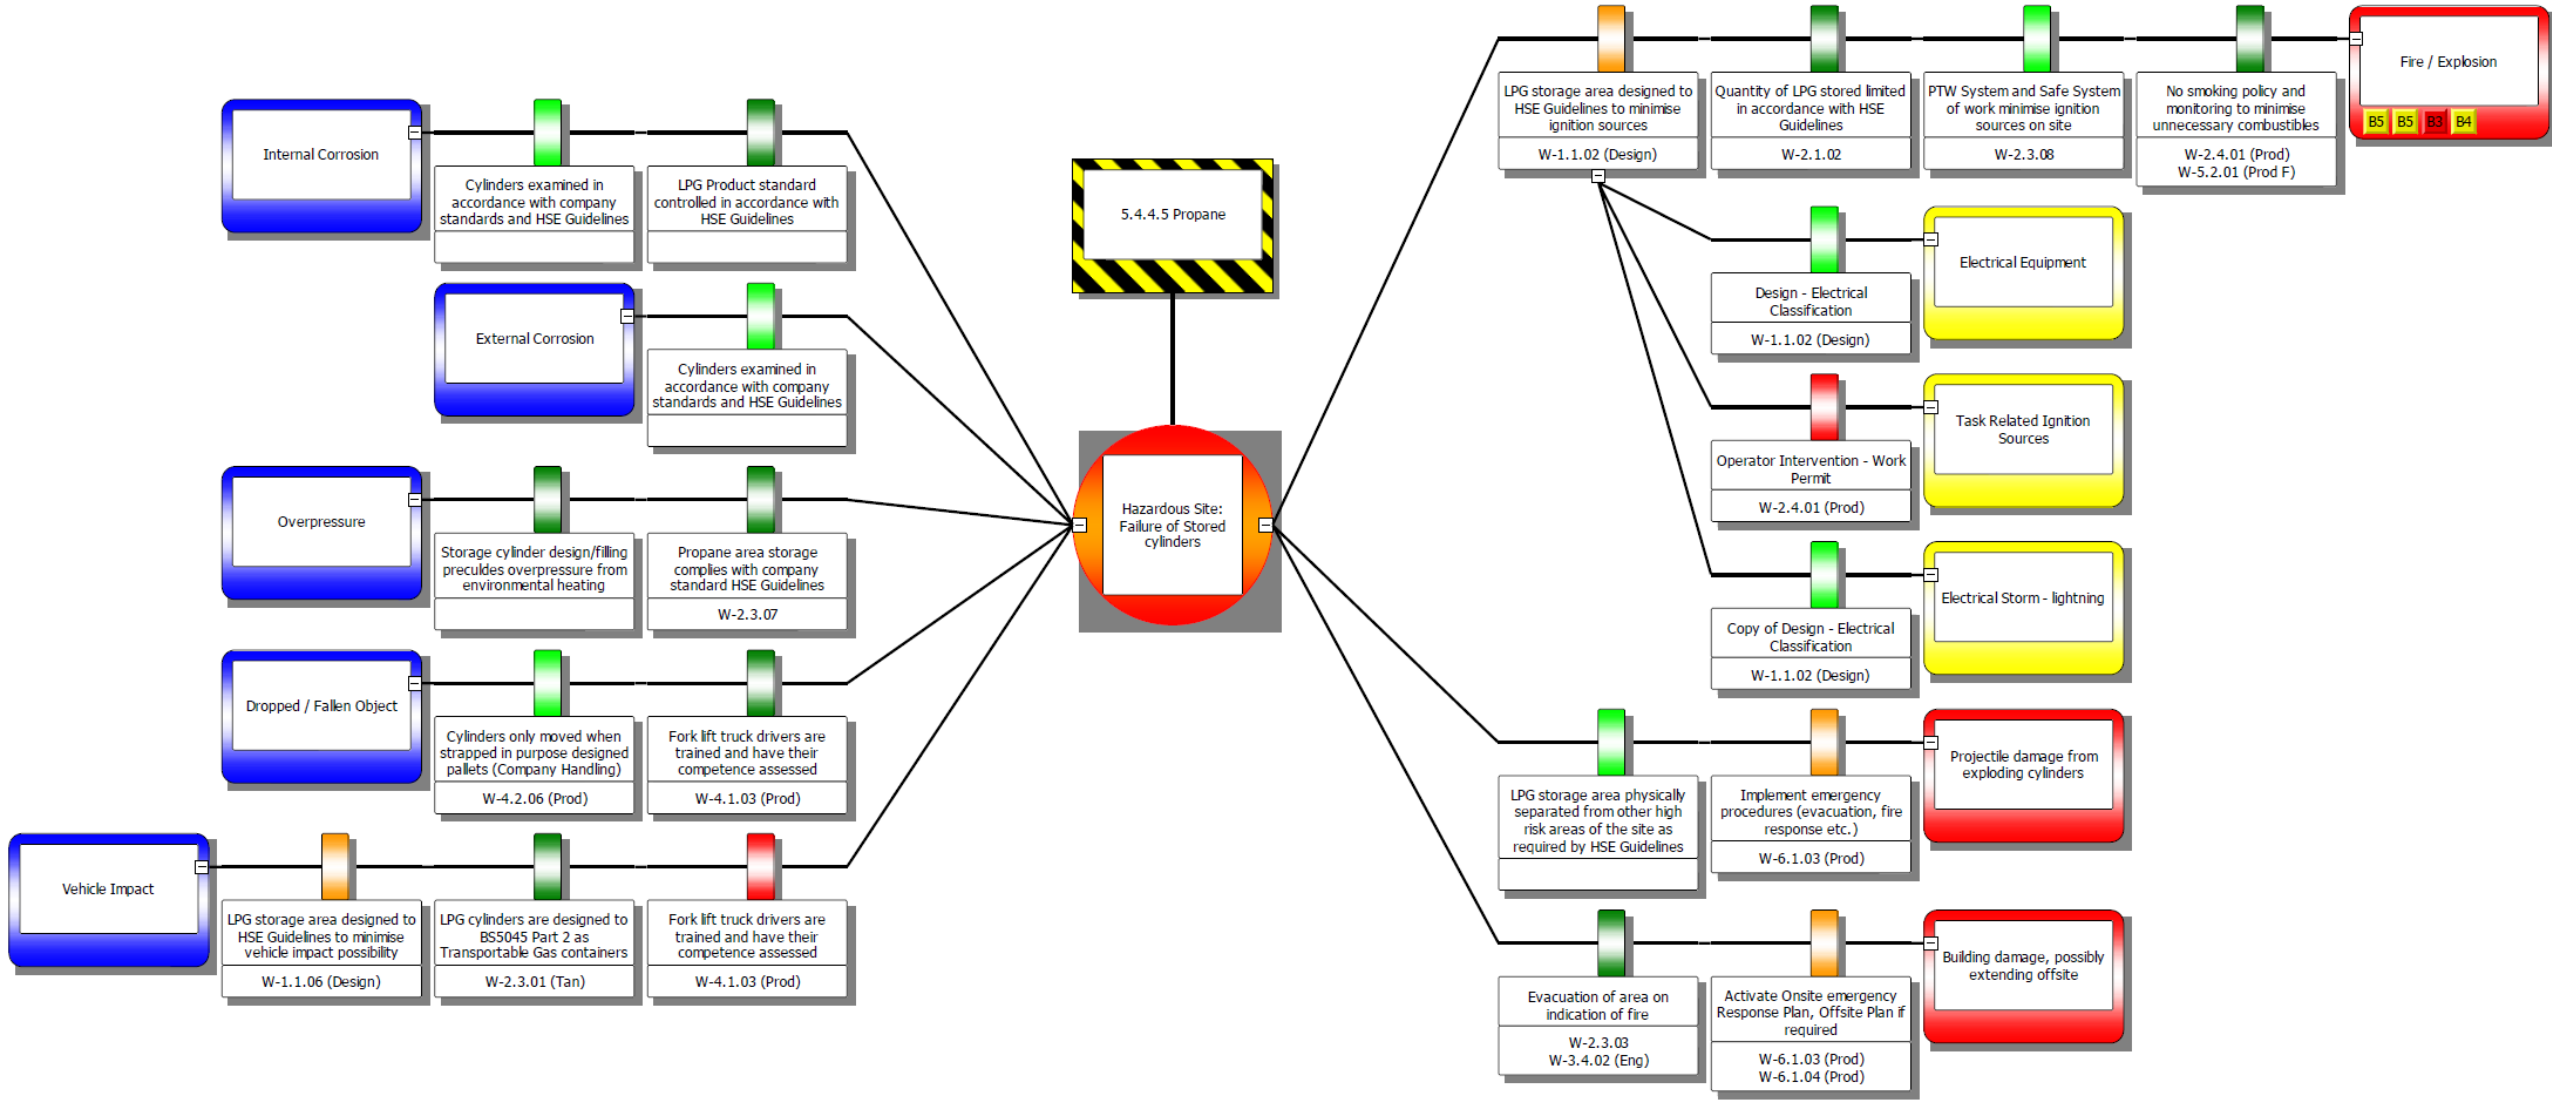 Internal Corrosion
Cylinders examined in
accordance with company
standards and HSE Guidelines
LPG Product standard
controlled in accordance with
HSE Guidelines
External Corrosion
Cylinders examined in
accordance with company
standards and HSE Guidelines
Overpressure
Storage cylinder design/filling
preculdes overpressure from
environmental heating
Propane area storage
complies with company
standard HSE Guidelines
W-2.3.07
Dropped / Fallen Object
Cylinders only moved when
strapped in purpose designed
pallets (Company Handling)
W-4.2.06 (Prod)
Fork lift truck drivers are
trained and have their
competence assessed
W-4.1.03 (Prod)
Vehicle Impact
LPG storage area designed to
HSE Guidelines to minimise
vehicle impact possibility
W-1.1.06 (Design)
LPG cylinders are designed to
BS5045 Part 2 as
Transportable Gas containers
W-2.3.01 (Tan)
Fork lift truck drivers are
trained and have their
competence assessed
W-4.1.03 (Prod)
5.4.4.5 Propane
Hazardous Site:
Failure of Stored
cylinders
LPG storage area designed to
HSE Guidelines to minimise
ignition sources
W-1.1.02 (Design)
Quantity of LPG stored limited
in accordance with HSE
Guidelines
W-2.1.02
PTW System and Safe System
of work minimise ignition
sources on site
W-2.3.08
No smoking policy and
monitoring to minimise
unnecessary combustibles
W-2.4.01 (Prod)
W-5.2.01 (Prod F)
Fire / Explosion
B5 B5 B3 B4
Design - Electrical
Classification
W-1.1.02 (Design)
Electrical Equipment
Operator Intervention - Work
Permit
W-2.4.01 (Prod)
Task Related Ignition
Sources
Copy of Design - Electrical
Classification
W-1.1.02 (Design)
Electrical Storm - lightning
LPG storage area physically
separated from other high
risk areas of the site as
required by HSE Guidelines
Implement emergency
procedures (evacuation, fire
response etc.)
W-6.1.03 (Prod)
Projectile damage from
exploding cylinders
Evacuation of area on
indication of fire
W-2.3.03
W-3.4.02 (Eng)
Activate Onsite emergency
Response Plan, Offsite Plan if
required
W-6.1.03 (Prod)
W-6.1.04 (Prod)
Building damage, possibly
extending offsite